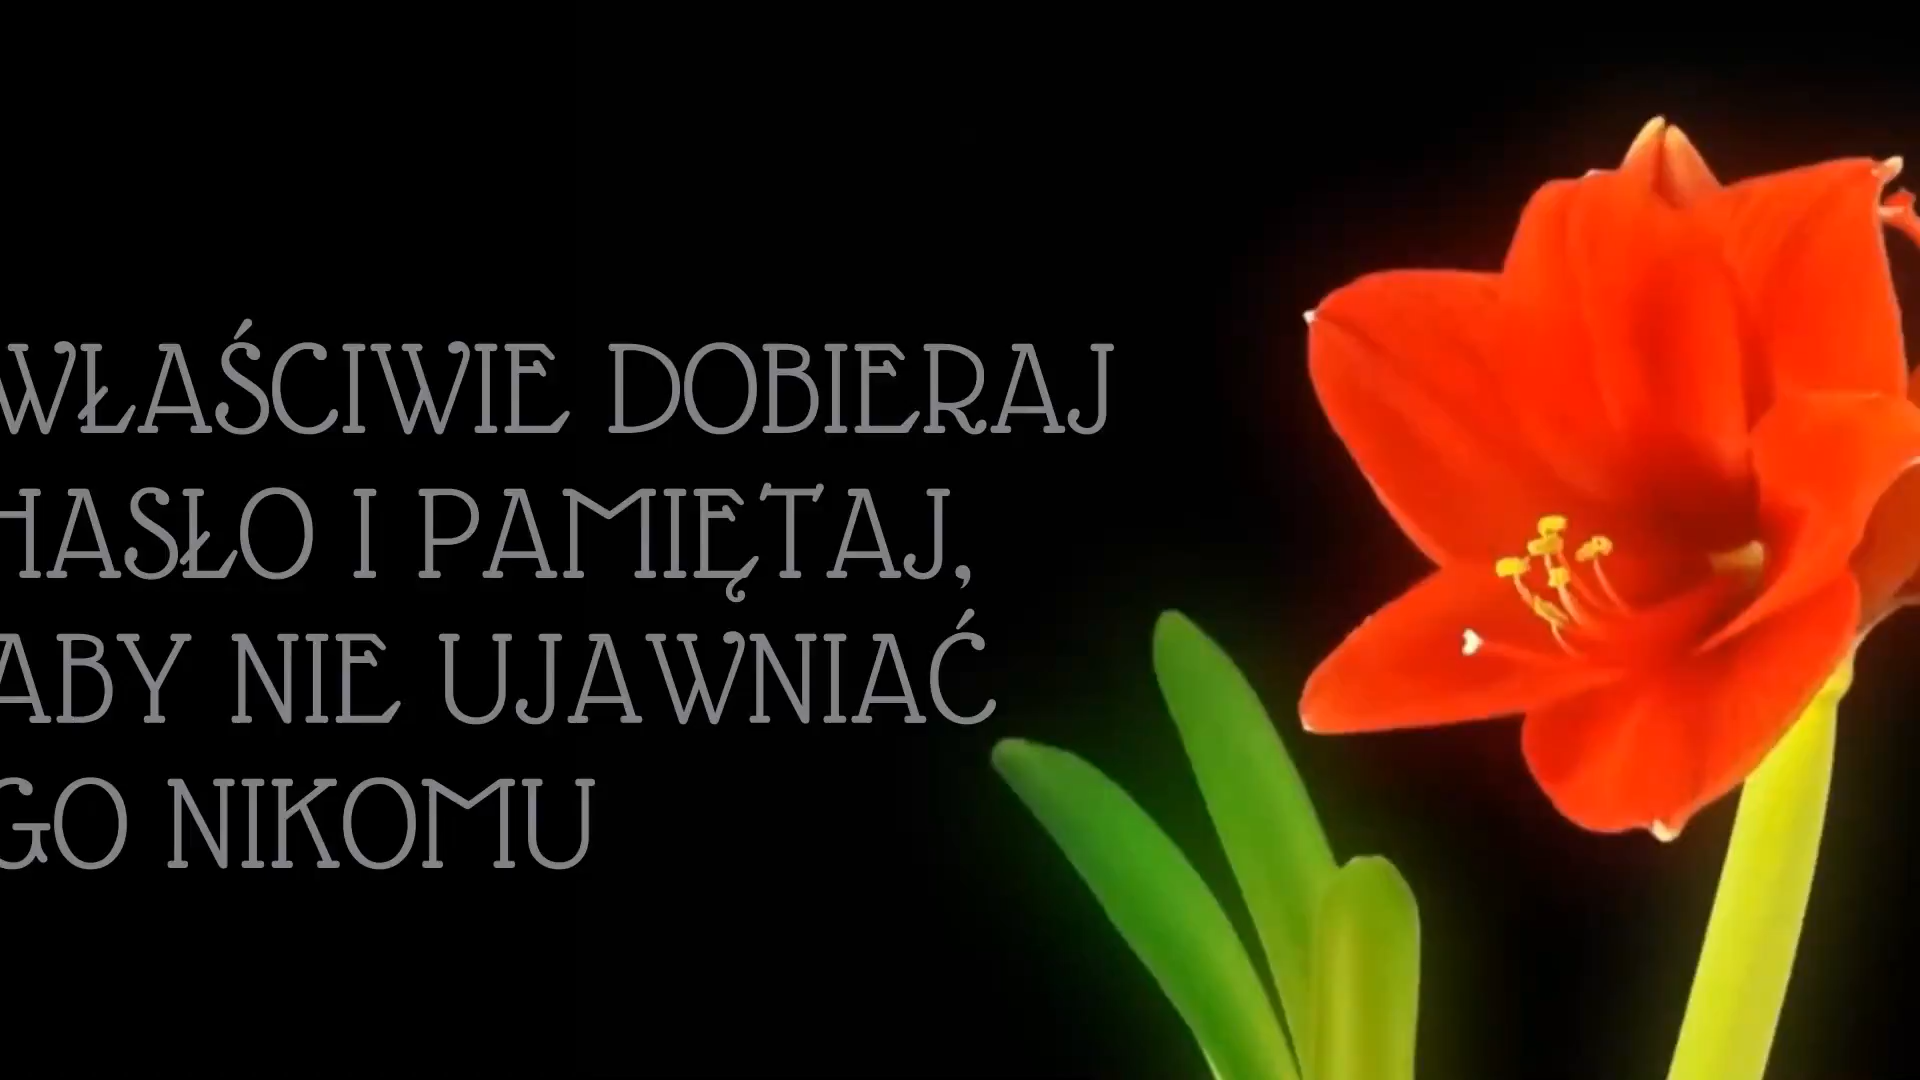 WŁAŚCIWIE DOBIERAJ
HASŁO I PAMIĘTAJ,
ABY NIE UJAWNIAĆ
GO NIKOMU